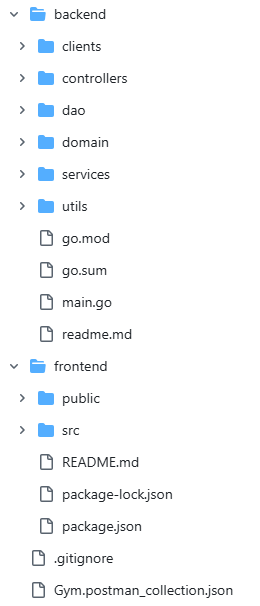 backend
clients
controllers
dao
domain
services
utils
go.mod
go.sum
main.go
readme.md
frontend
public
src
README.md
package-lock.json
package.json
.gitignore
Gym.postman_collection.json